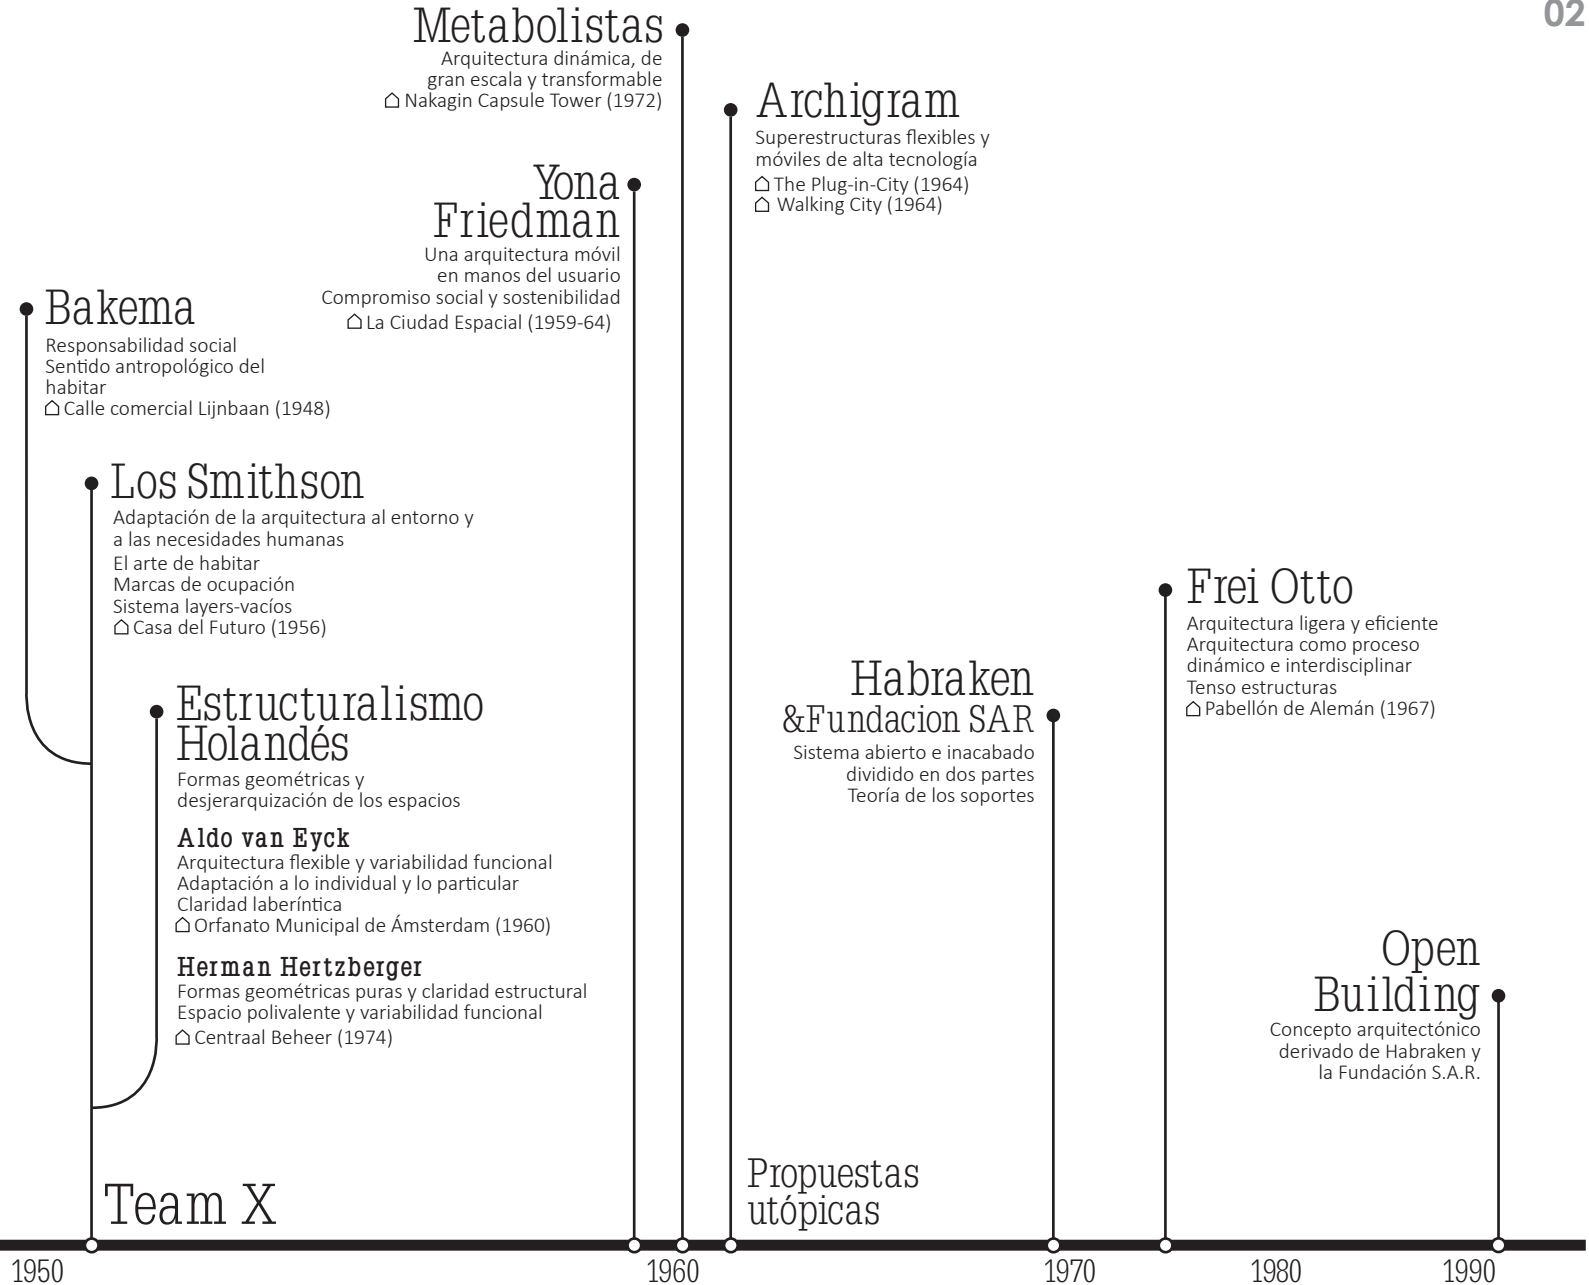 02
Metabolistas
Arquitectura dinámica, de
gran escala y transformable
Nakagin Capsule Tower (1972)
Archigram
Superestructuras flexibles y
móviles de alta tecnología
The Plug-in-City (1964)
Walking City (1964)
Yona
Friedman
Una arquitectura móvil
en manos del usuario
Compromiso social y sostenibilidad
La Ciudad Espacial (1959-64)
Bakema
Responsabilidad social
Sentido antropológico del
habitar
Calle comercial Lijnbaan (1948)
Los Smithson
Adaptación de la arquitectura al entorno y
a las necesidades humanas
El arte de habitar
Marcas de ocupación
Sistema layers-vacíos
Casa del Futuro (1956)
Estructuralismo
Holandés
Formas geométricas y
desjerarquización de los espacios
Aldo van Eyck
Arquitectura flexible y variabilidad funcional
Adaptación a lo individual y lo particular
Claridad laberíntica
Orfanato Municipal de Ámsterdam (1960)
Herman Hertzberger
Formas geométricas puras y claridad estructural
Espacio polivalente y variabilidad funcional
Centraal Beheer (1974)
Habraken
&Fundacion SAR
Sistema abierto e inacabado
dividido en dos partes
Teoría de los soportes
Frei Otto
Arquitectura ligera y eficiente
Arquitectura como proceso
dinámico e interdisciplinar
Tenso estructuras
Pabellón de Alemán (1967)
Open
Building
Concepto arquitectónico
derivado de Habraken y
la Fundación S.A.R.
Team X
Propuestas
utópicas
1950
1960
1970
1980
1990